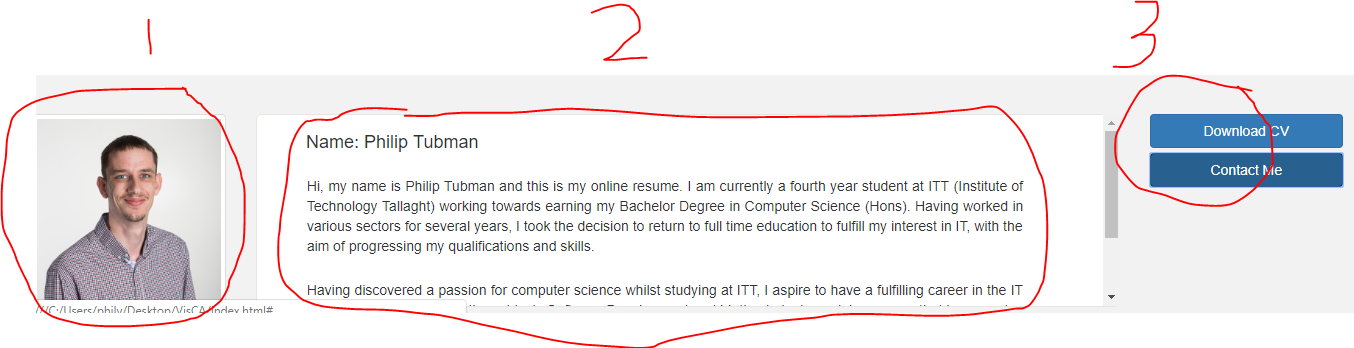 1 2 3
Name: Philip Tubman
Download CV
Contact Me
Hi, my name is Philip Tubman and this is my online resume. I am currently a fourth year student at ITT (Institute of
Technology Tallaght) working towards earning my Bachelor Degree in Computer Science (Hons). Having worked in
various sectors for several years, I took the decision to return to full time education to fulfill my interest in IT, with the
aim of progressing my qualifications and skills.
Having discovered a passion for computer science whilst studying at ITT, I aspire to have a fulfilling career in the IT
///C:/Users/phily/Desktop/VisCA/Index.html#